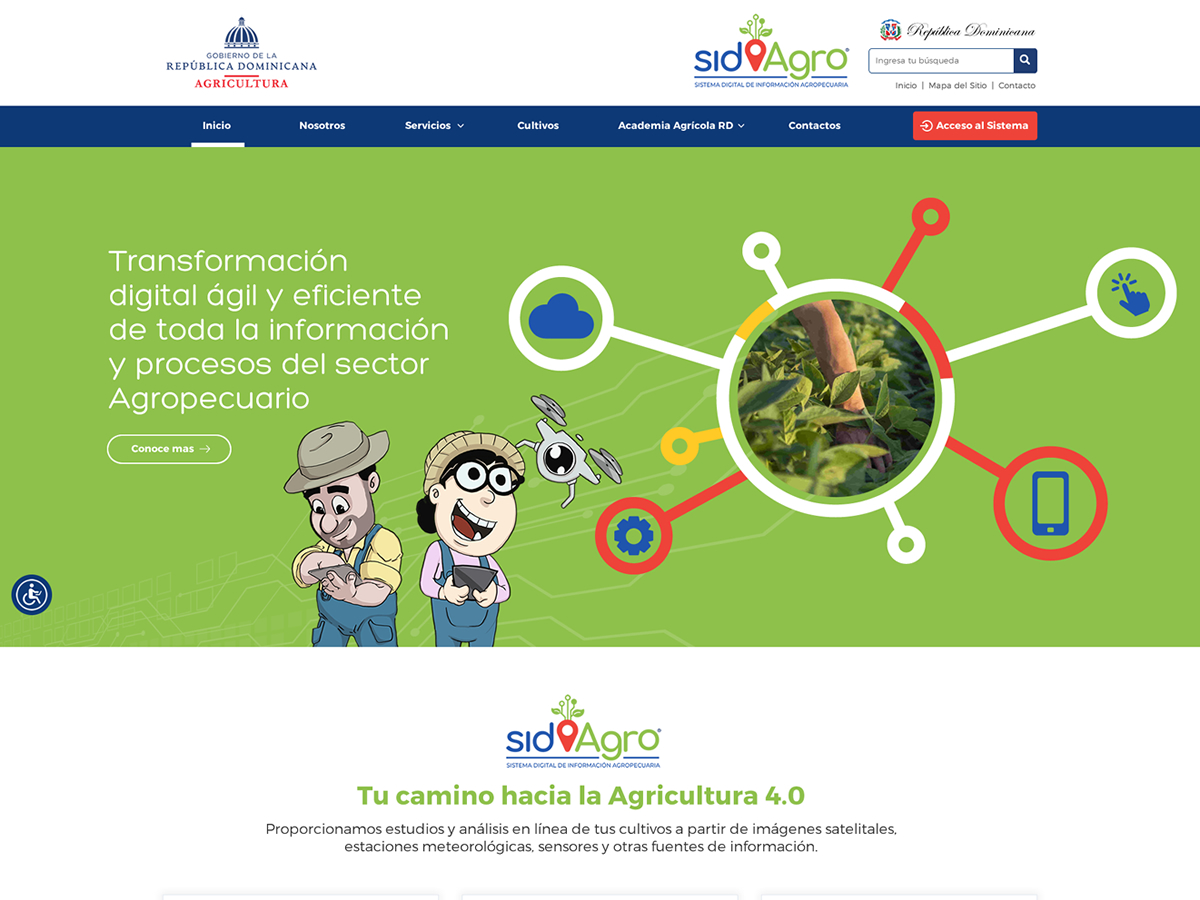 GOBIERNO DE LA
REPÚBLICA DOMINICANA
AGRICULTURA
sidAgro®
SISTEMA DIGITAL DE INFORMACIÓN AGROPECUARIA
República Dominicana
Ingresa tu búsqueda
Inicio | Mapa del Sitio | Contacto
Inicio Nosotros Servicios Cultivos Academia Agrícola RD Contactos Acceso al Sistema
Transformación
digital ágil y eficiente
de toda la información
y procesos del sector
Agropecuario
Conoce mas
sidAgro®
SISTEMA DIGITAL DE INFORMACIÓN AGROPECUARIA
Tu camino hacia la Agricultura 4.0
Proporcionamos estudios y análisis en línea de tus cultivos a partir de imágenes satelitales,
estaciones meteorológicas, sensores y otras fuentes de información.